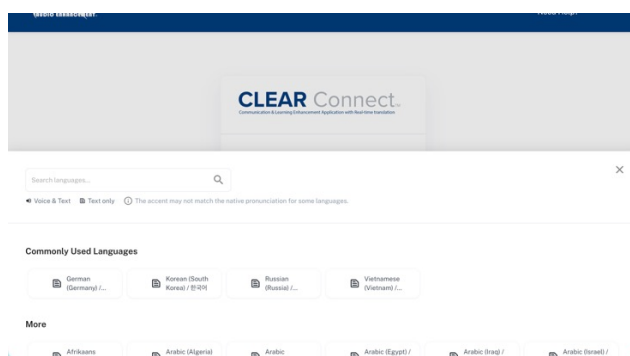 CLEAR Connect
Communication & Learning Enhancement Application with Real-time translation
Search languages...
Voice & Text Text only The accent may not match the native pronunciation for some languages.
Commonly Used Languages
German
(Germany) /...
Korean (South
Korea) / 한국어
Russian
(Russia) /...
Vietnamese
(Vietnam) /...
More
Afrikaans
Arabic (Algeria)
Arabic
Arabic (Egypt) /
Arabic (Iraq) /
Arabic (Israel) /